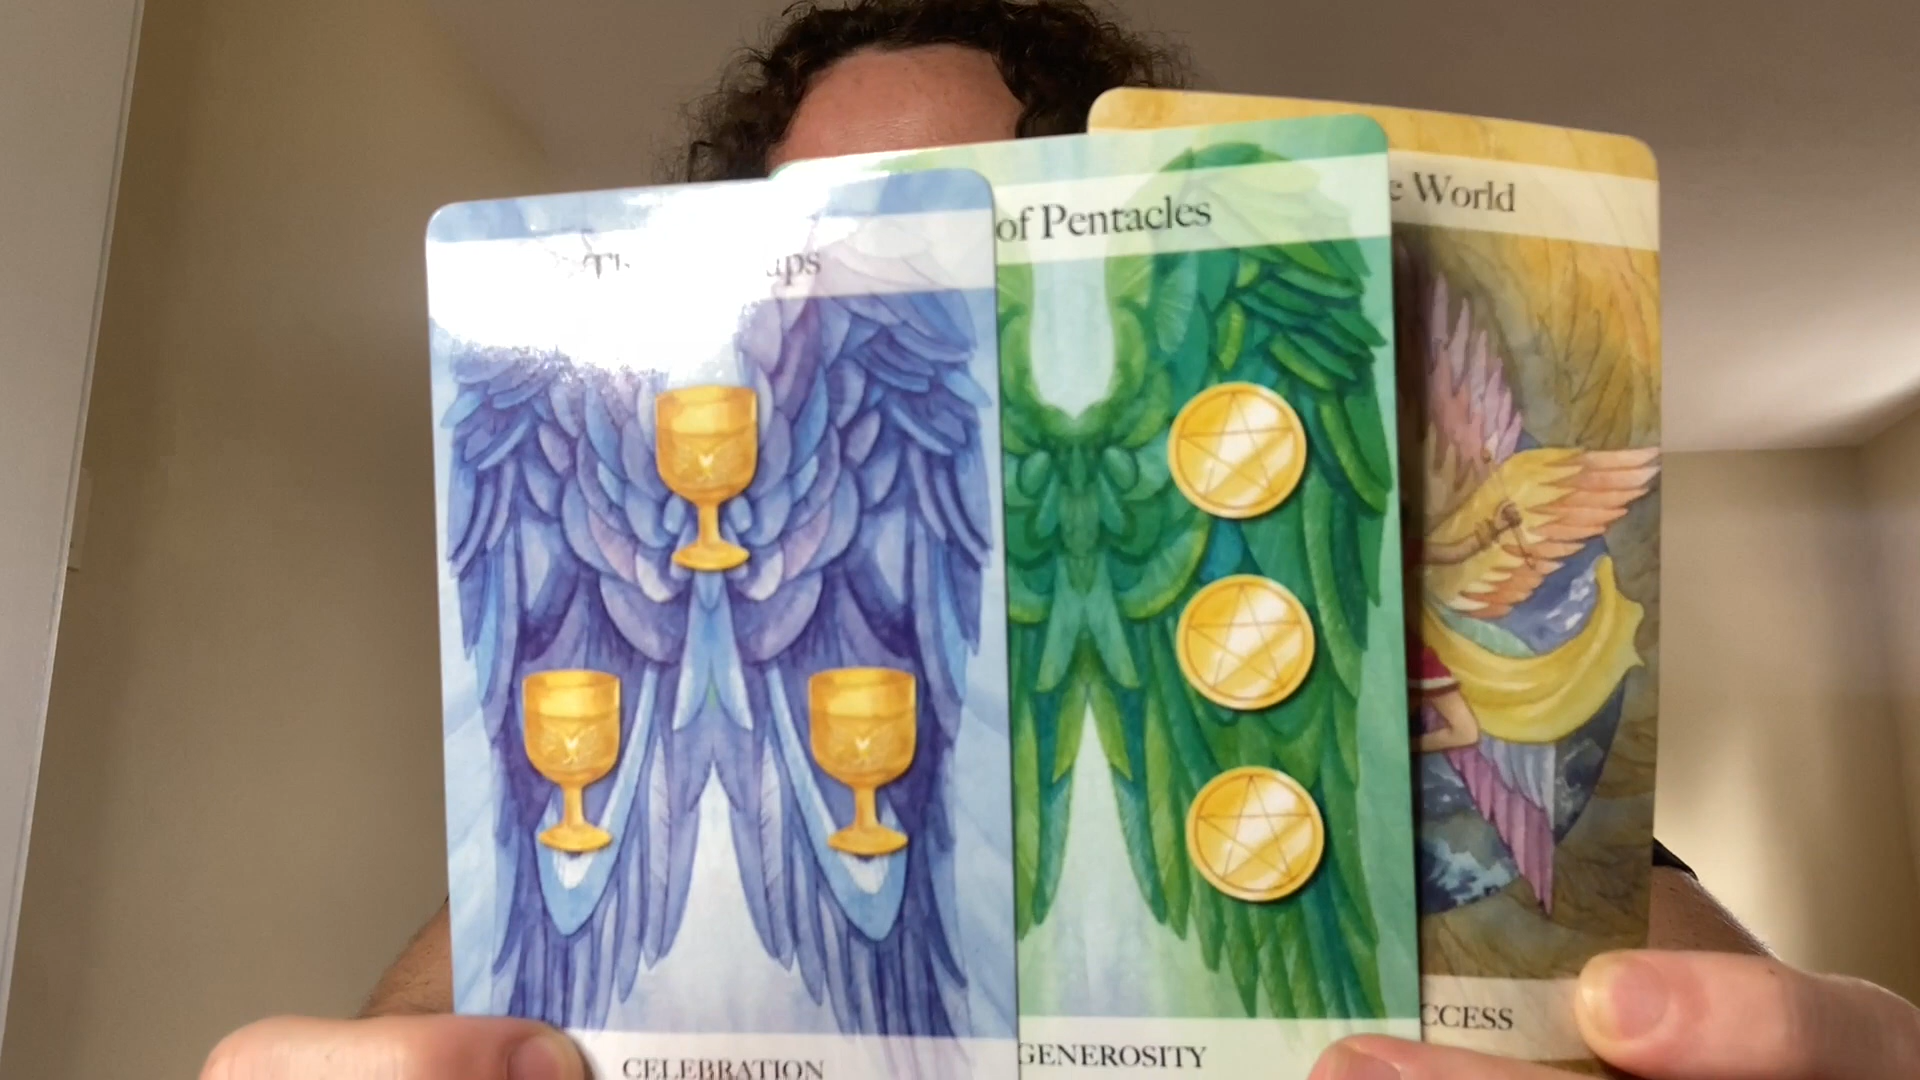 of Pentacles
World
CELEBRATION
GENEROSITY
CCESS